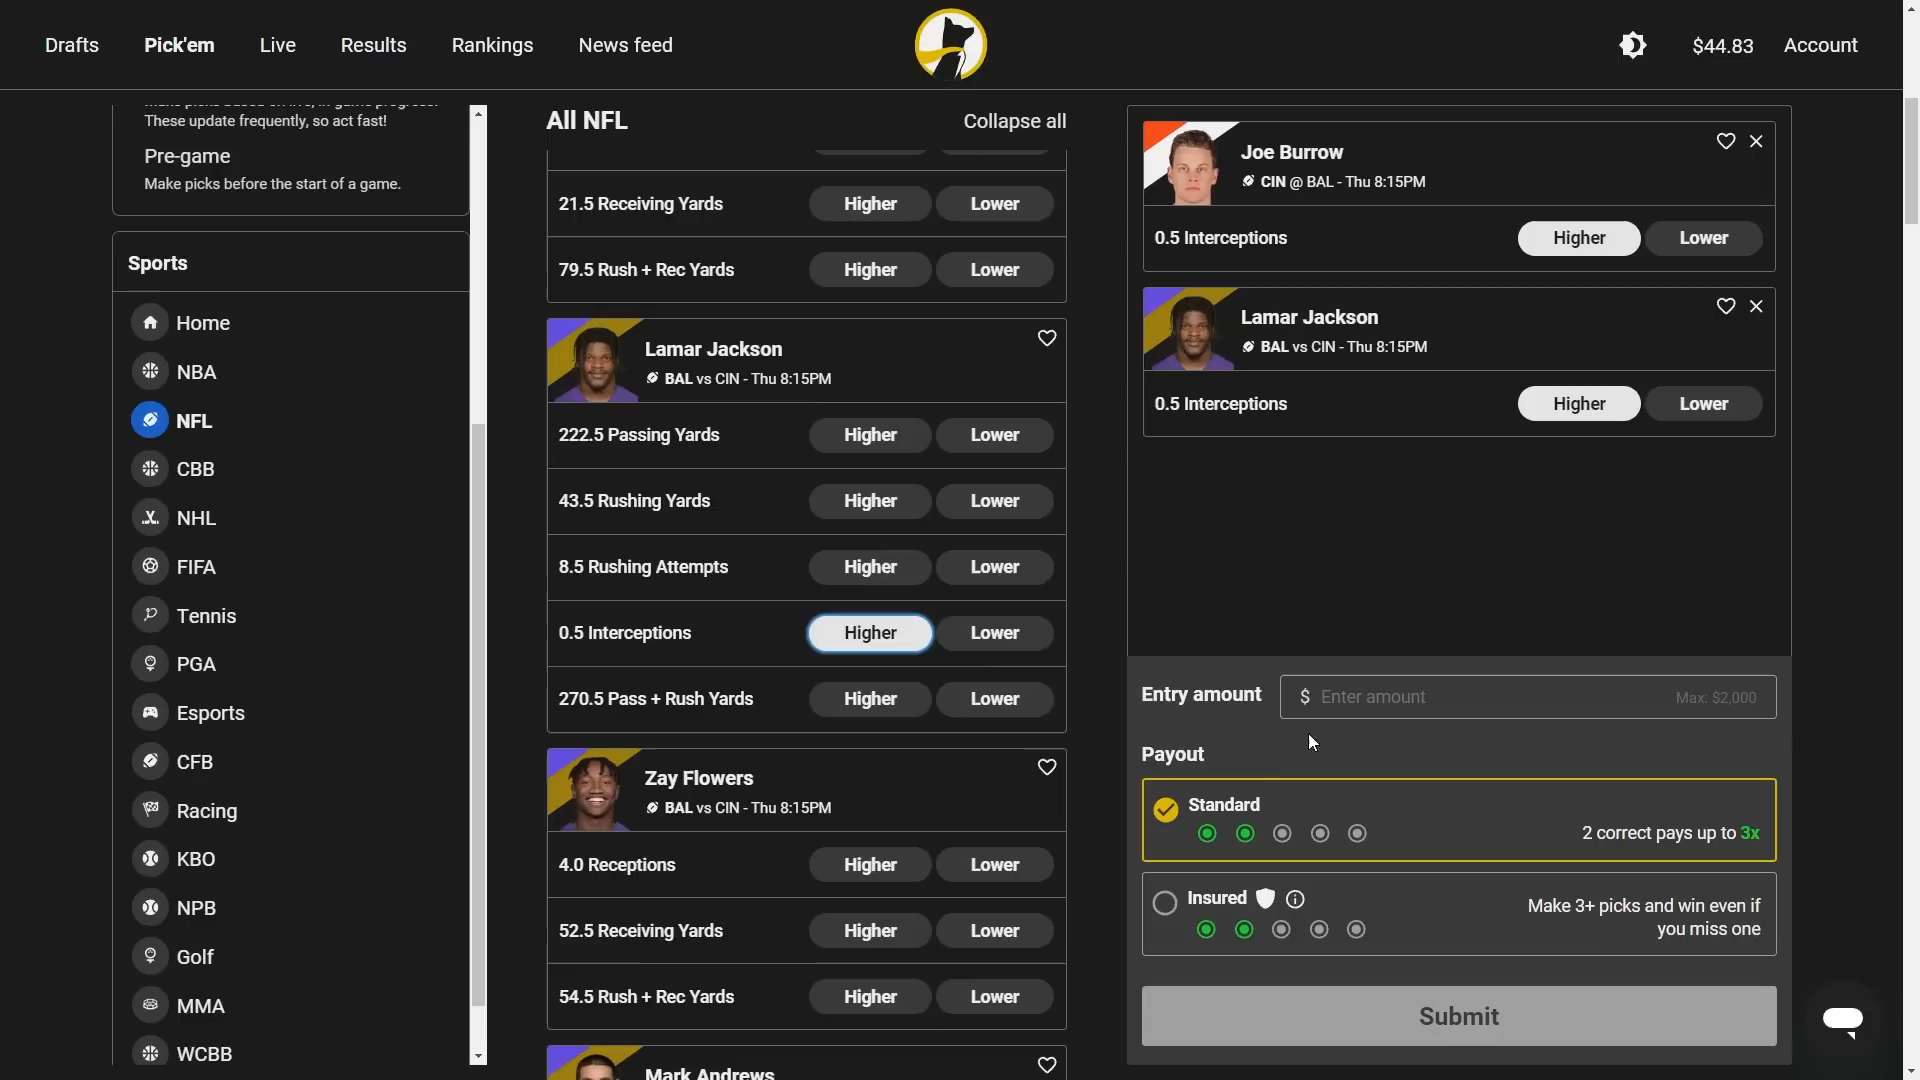 Drafts
Pick'em
Live
Results
Rankings
News feed
$44.83
Account
These update frequently, so act fast!
Pre-game
Make picks before the start of a game.
Sports
Home
NBA
NFL
CBB
NHL
FIFA
Tennis
PGA
Esports
CFB
Racing
KBO
NPB
Golf
MMA
WCBB
All NFL
Collapse all
21.5 Receiving Yards Higher Lower
79.5 Rush + Rec Yards Higher Lower
Lamar Jackson
BAL vs CIN - Thu 8:15PM
222.5 Passing Yards Higher Lower
43.5 Rushing Yards Higher Lower
8.5 Rushing Attempts Higher Lower
0.5 Interceptions Higher Lower
270.5 Pass + Rush Yards Higher Lower
Zay Flowers
BAL vs CIN - Thu 8:15PM
4.0 Receptions Higher Lower
52.5 Receiving Yards Higher Lower
54.5 Rush + Rec Yards Higher Lower
Mark Andrews
Joe Burrow
CIN @ BAL - Thu 8:15PM
0.5 Interceptions Higher Lower
Lamar Jackson
BAL vs CIN - Thu 8:15PM
0.5 Interceptions Higher Lower
Entry amount $ Enter amount Max: $2,000
Payout
Standard
2 correct pays up to 3x
Insured
Make 3+ picks and win even if
you miss one
Submit